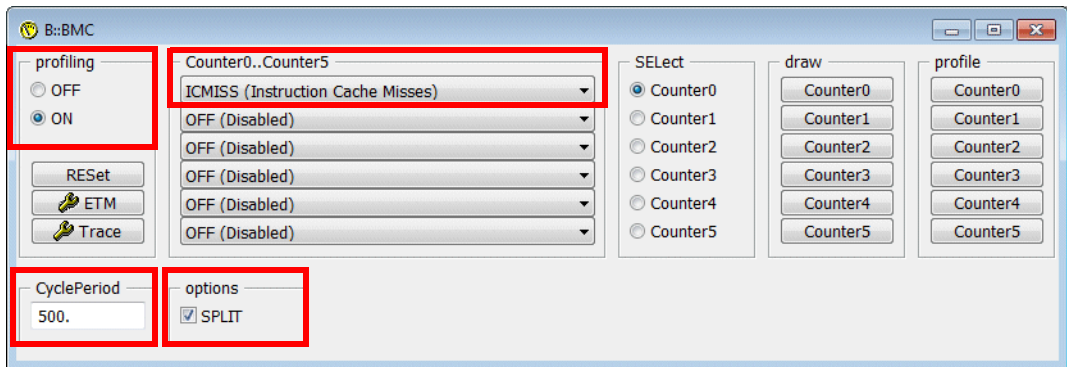 B::BMC
profiling
OFF
ON
RESet
ETM
Trace
Counter0..Counter5
ICMISS (Instruction Cache Misses)
OFF (Disabled)
OFF (Disabled)
OFF (Disabled)
OFF (Disabled)
OFF (Disabled)
SELect
Counter0
Counter1
Counter2
Counter3
Counter4
Counter5
draw
Counter0
Counter1
Counter2
Counter3
Counter4
Counter5
profile
Counter0
Counter1
Counter2
Counter3
Counter4
Counter5
CyclePeriod
500.
options
SPLIT